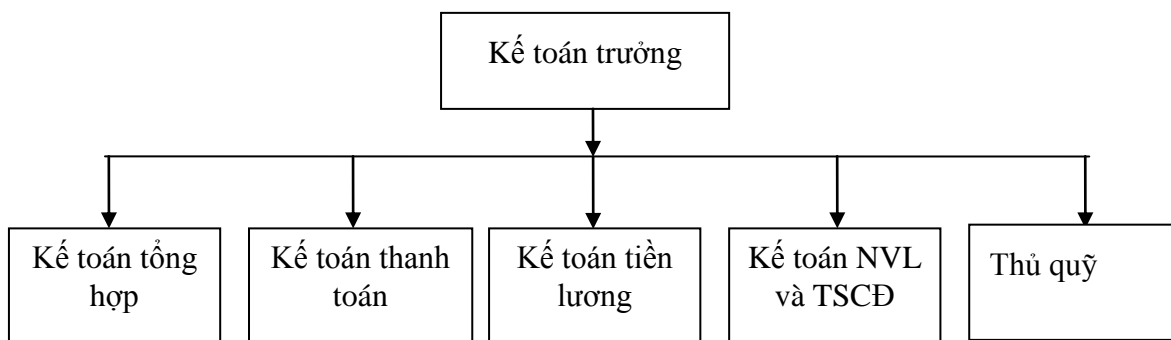 Kế toán trưởng
Kế toán tổng
hợp
Kế toán thanh
toán
Kế toán tiền
lương
Kế toán NVL
và TSCĐ
Thủ quỹ